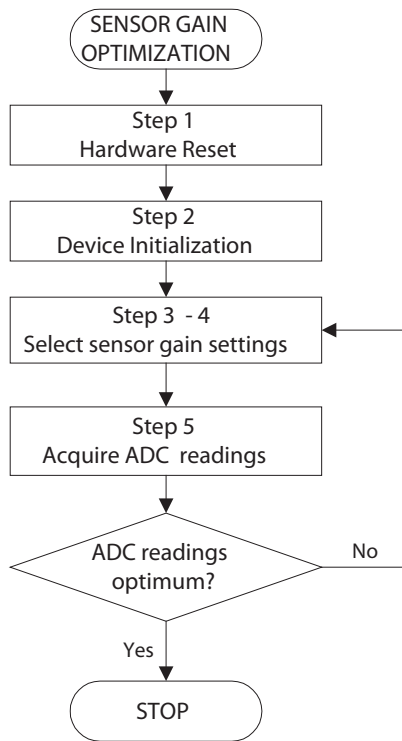 SENSOR GAIN
OPTIMIZATION
Step 1
Hardware Reset
Step 2
Device Initialization
Step 3  - 4
Select sensor gain settings
Step 5
Acquire ADC  readings
ADC readings
optimum?
No
Yes
STOP